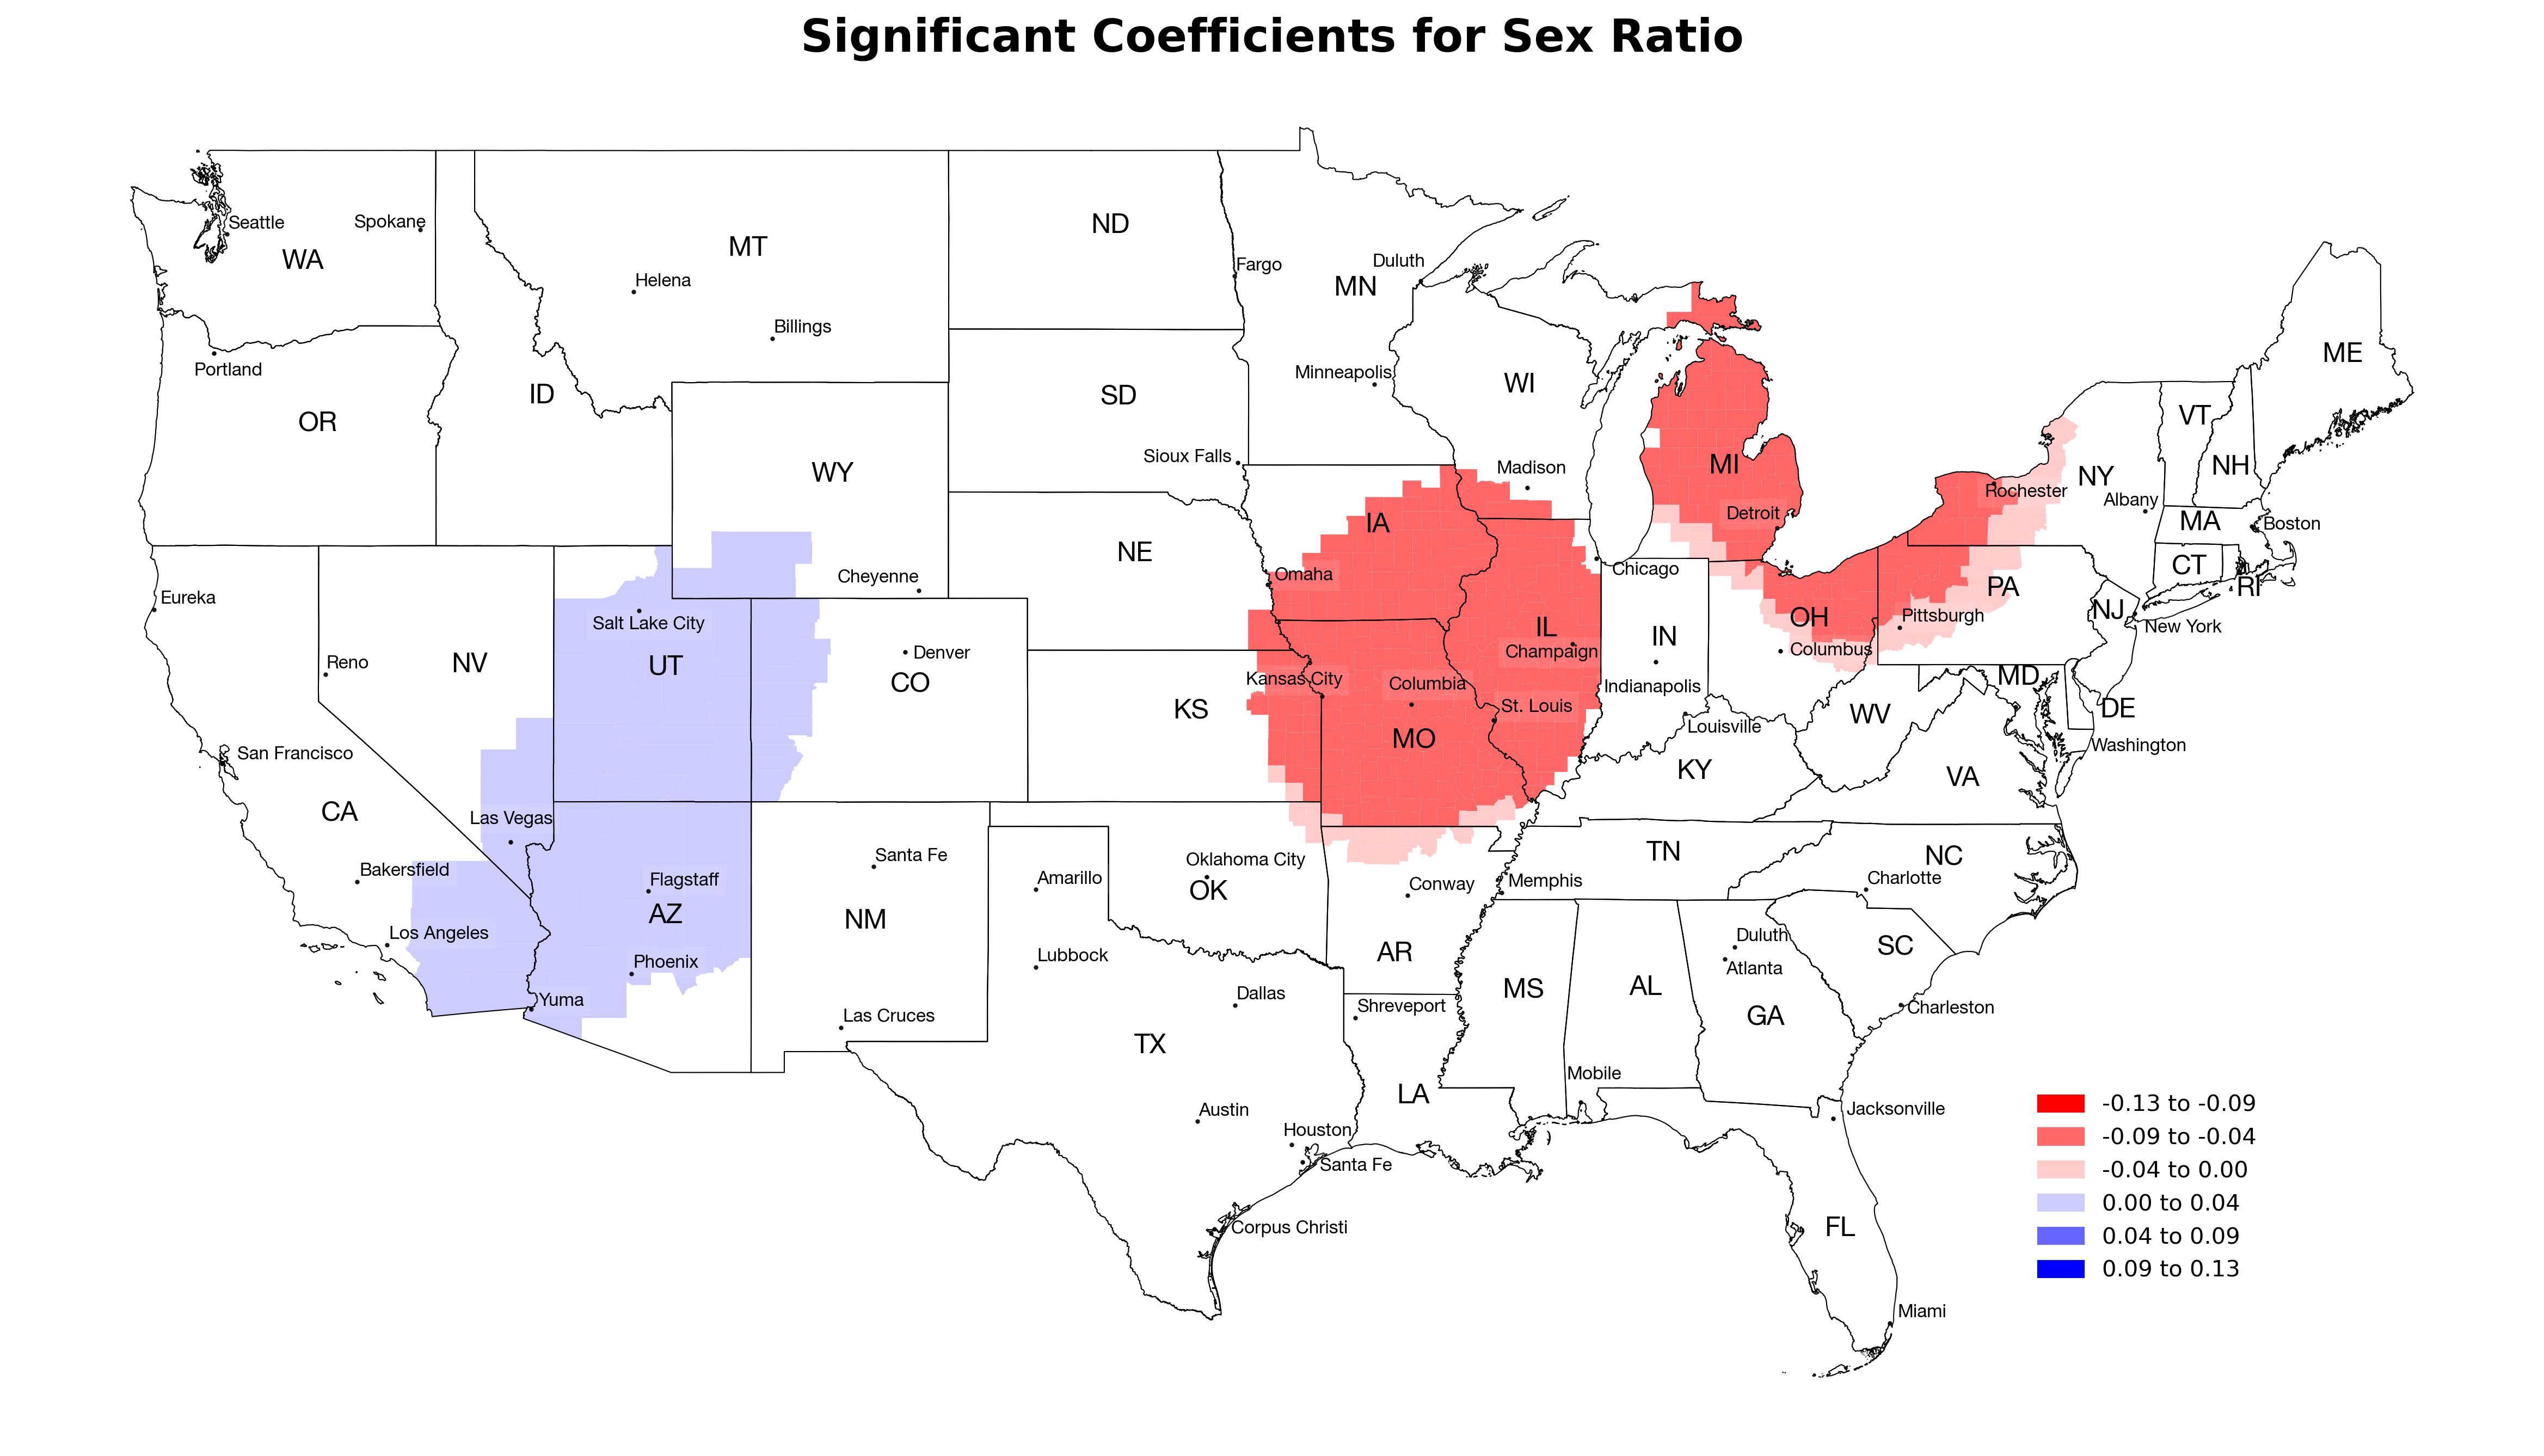 Significant Coefficients for Sex Ratio
Seattle
Spokane
WA
MT
ND
Helena
Fargo
Duluth
MN
Billings
Portland
OR
ID
SD
Minneapolis
WI
ME
VT
WY
Sioux Falls
Madison
MI
NH
NY
Rochester
Albany
Detroit
IA
MA
Boston
NE
Cheyenne
Omaha
Chicago
CT
RI
PA
Eureka
Salt Lake City
NJ
New York
OH
Pittsburgh
IL
IN
Reno
NV
UT
Denver
CO
Champaign
Columbus
Kansas City
Columbia
Indianapolis
MD
KS
St. Louis
DE
WV
Louisville
Washington
San Francisco
MO
KY
VA
CA
Las Vegas
Santa Fe
Oklahoma City
TN
NC
Bakersfield
Flagstaff
Amarillo
OK
Conway
Memphis
Charlotte
AZ
NM
Los Angeles
Phoenix
Lubbock
AR
Duluth
Atlanta
SC
Yuma
Las Cruces
Dallas
Shreveport
MS
AL
GA
Charleston
TX
Mobile
LA
Austin
Houston
Santa Fe
Jacksonville
Corpus Christi
FL
Miami
-0.13 to -0.09
-0.09 to -0.04
-0.04 to 0.00
0.00 to 0.04
0.04 to 0.09
0.09 to 0.13